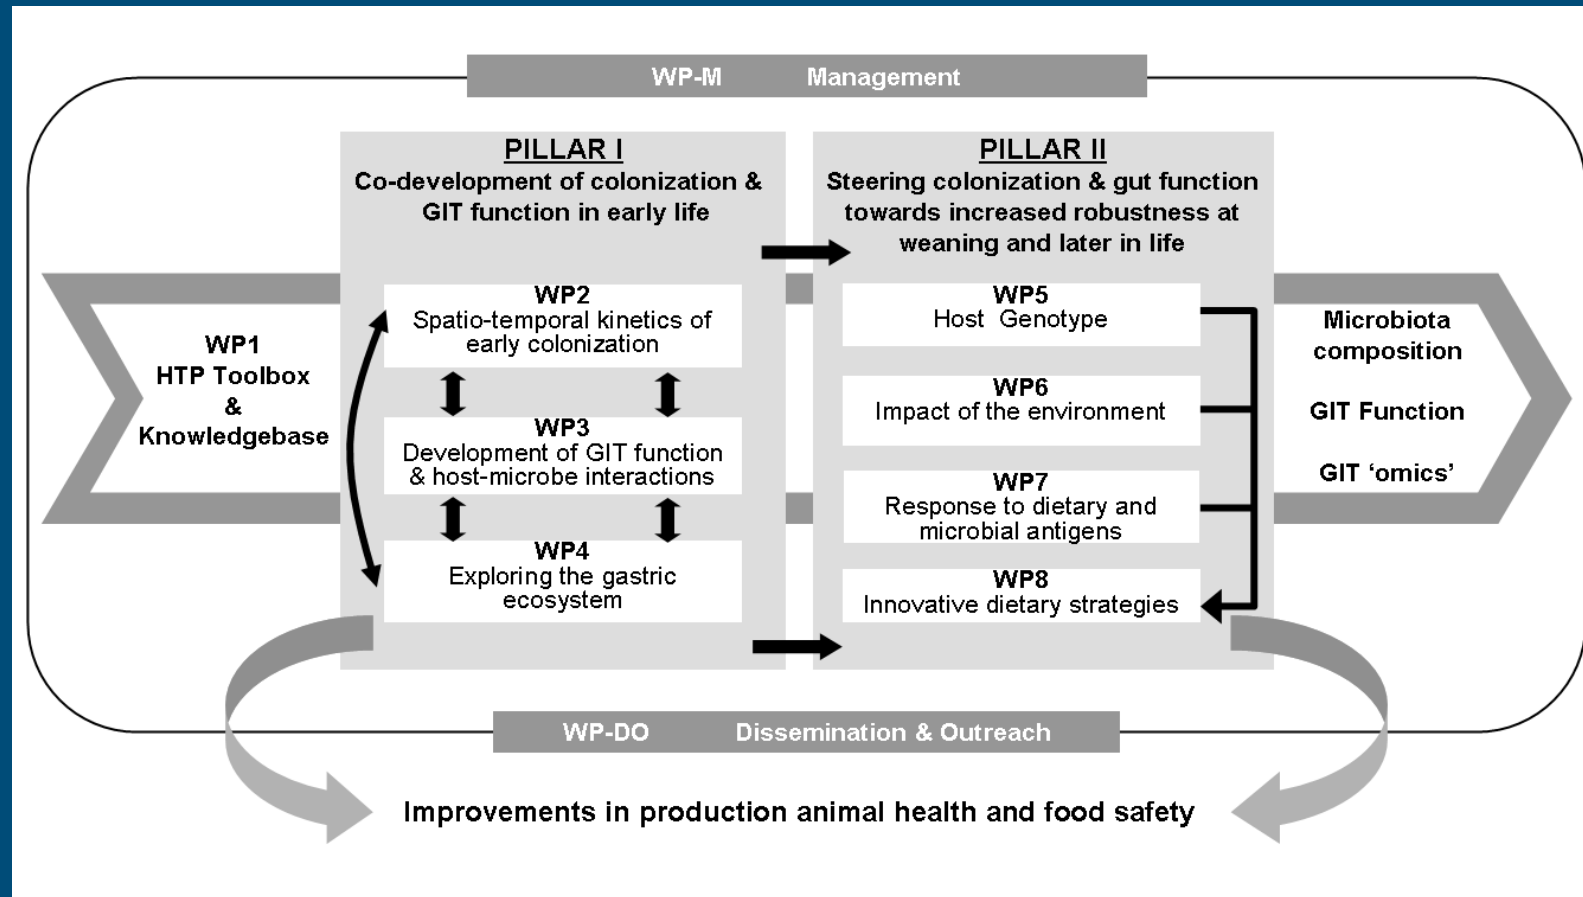 WP-M Management
PILLAR I
Co-development of colonization &
GIT function in early life
PILLAR II
Steering colonization & gut function
towards increased robustness at
weaning and later in life
WP1
HTP Toolbox
&
Knowledgebase
WP2
Spatio-temporal kinetics of
early colonization
WP3
Development of GIT function
& host-microbe interactions
WP4
Exploring the gastric
ecosystem
WP5
Host Genotype
WP6
Impact of the environment
WP7
Response to dietary and
microbial antigens
WP8
Innovative dietary strategies
Microbiota
composition
GIT Function
GIT ‘omics’
WP-DO Dissemination & Outreach
Improvements in production animal health and food safety